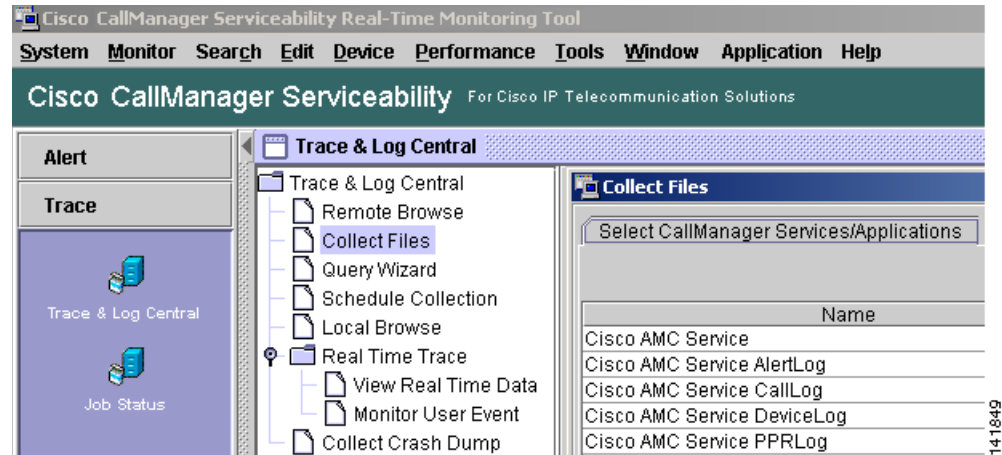 Cisco CallManager Serviceability Real-Time Monitoring Tool
System Monitor Search Edit Device Performance Tools Window Application Help
Cisco CallManager Serviceability For Cisco IP Telecommunication Solutions
Alert
Trace
Trace & Log Central
Job Status
Trace & Log Central
Trace & Log Central
Remote Browse
Collect Files
Query Wizard
Schedule Collection
Local Browse
Real Time Trace
View Real Time Data
Monitor User Event
Collect Crash Dump
Collect Files
Select CallManager Services/Applications
Name
Cisco AMC Service
Cisco AMC Service AlertLog
Cisco AMC Service CallLog
Cisco AMC Service DeviceLog
Cisco AMC Service PPRLog
141849